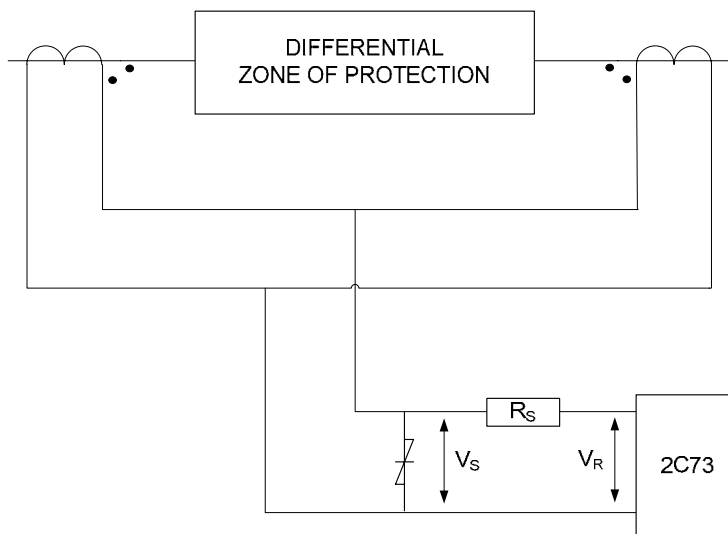 DIFFERENTIAL
ZONE OF PROTECTION
RS
VS
VR
2C73